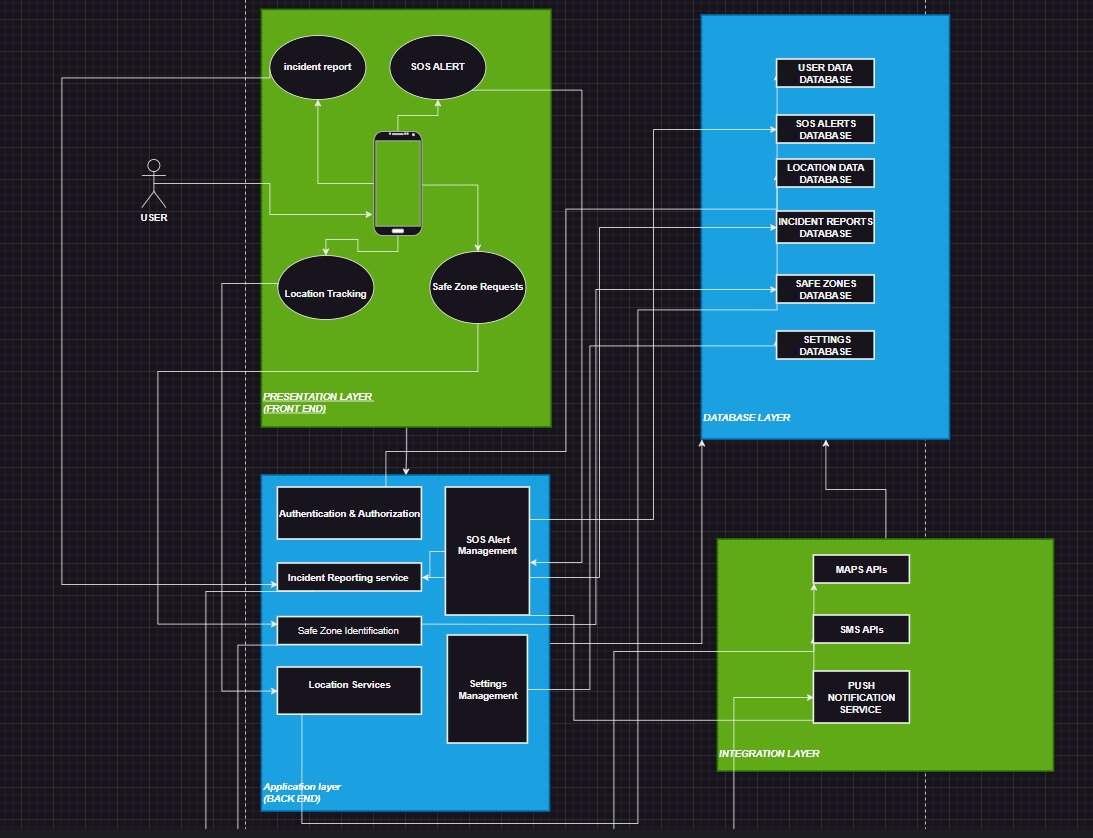 incident report
SOS ALERT
USER
Location Tracking
Safe Zone Requests
PRESENTATION LAYER
(FRONT END)
USER DATA
DATABASE
SOS ALERTS
DATABASE
LOCATION DATA
DATABASE
INCIDENT REPORTS
DATABASE
SAFE ZONES
DATABASE
SETTINGS
DATABASE
DATABASE LAYER
Authentication & Authorization
SOS Alert
Management
Incident Reporting service
Safe Zone Identification
Location Services
Settings
Management
Application layer
(BACK END)
MAPS APIs
SMS APIs
PUSH
NOTIFICATION
SERVICE
INTEGRATION LAYER